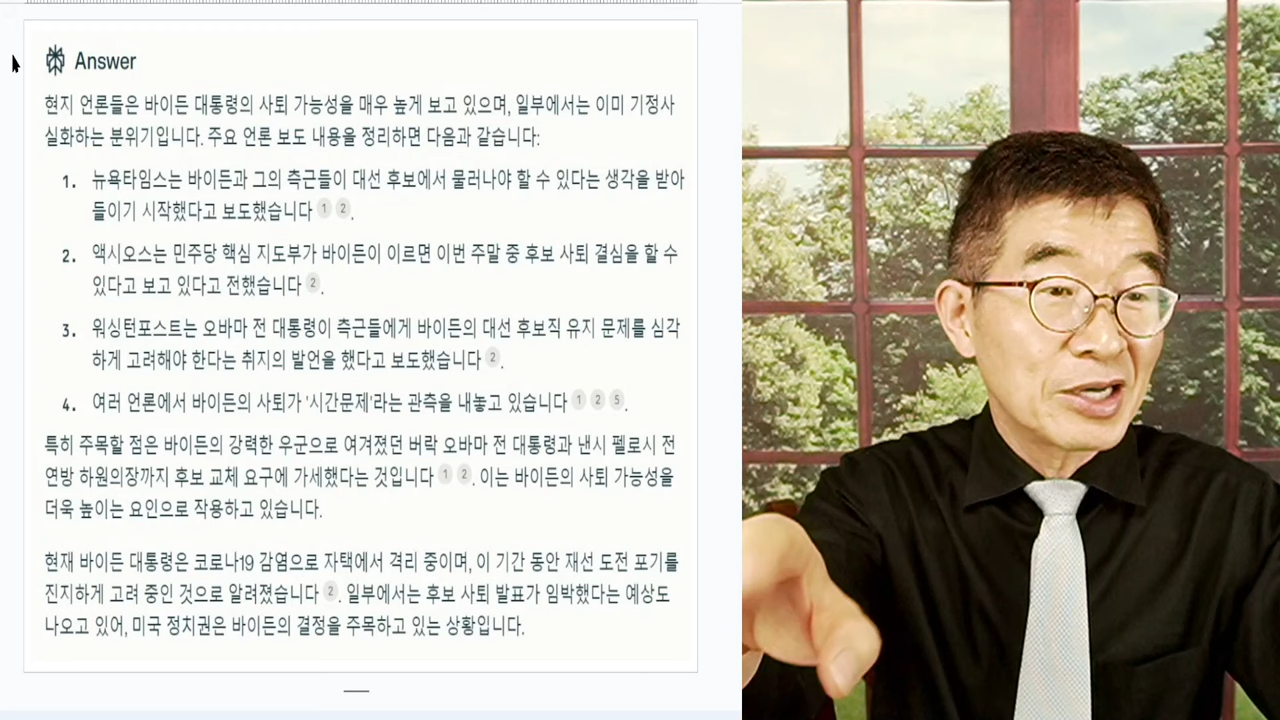 Answer
현지 언론들은 바이든 대통령의 사퇴 가능성을 매우 높게 보고 있으며, 일부에서는 이미 기정사
실화하는 분위기입니다. 주요 언론 보도 내용을 정리하면 다음과 같습니다:
1. 뉴욕타임스는 바이든과 그의 측근들이 대선 후보에서 물러나야 할 수 있다는 생각을 받아
들이기 시작했다고 보도했습니다 1 2.
2. 액시오스는 민주당 핵심 지도부가 바이든이 이르면 이번 주말 중 후보 사퇴 결심을 할 수
있다고 보고 있다고 전했습니다 2.
3. 워싱턴포스트는 오바마 전 대통령이 측근들에게 바이든의 대선 후보직 유지 문제를 심각
하게 고려해야 한다는 취지의 발언을 했다고 보도했습니다 2.
4. 여러 언론에서 바이든의 사퇴가 '시간문제'라는 관측을 내놓고 있습니다 1 2 5.
특히 주목할 점은 바이든의 강력한 우군으로 여겨졌던 버락 오바마 전 대통령과 낸시 펠로시 전
연방 하원의장까지 후보 교체 요구에 가세했다는 것입니다 1 2. 이는 바이든의 사퇴 가능성을
더욱 높이는 요인으로 작용하고 있습니다.
현재 바이든 대통령은 코로나19 감염으로 자택에서 격리 중이며, 이 기간 동안 재선 도전 포기를
진지하게 고려 중인 것으로 알려졌습니다 2. 일부에서는 후보 사퇴 발표가 임박했다는 예상도
나오고 있어, 미국 정치권은 바이든의 결정을 주목하고 있는 상황입니다.